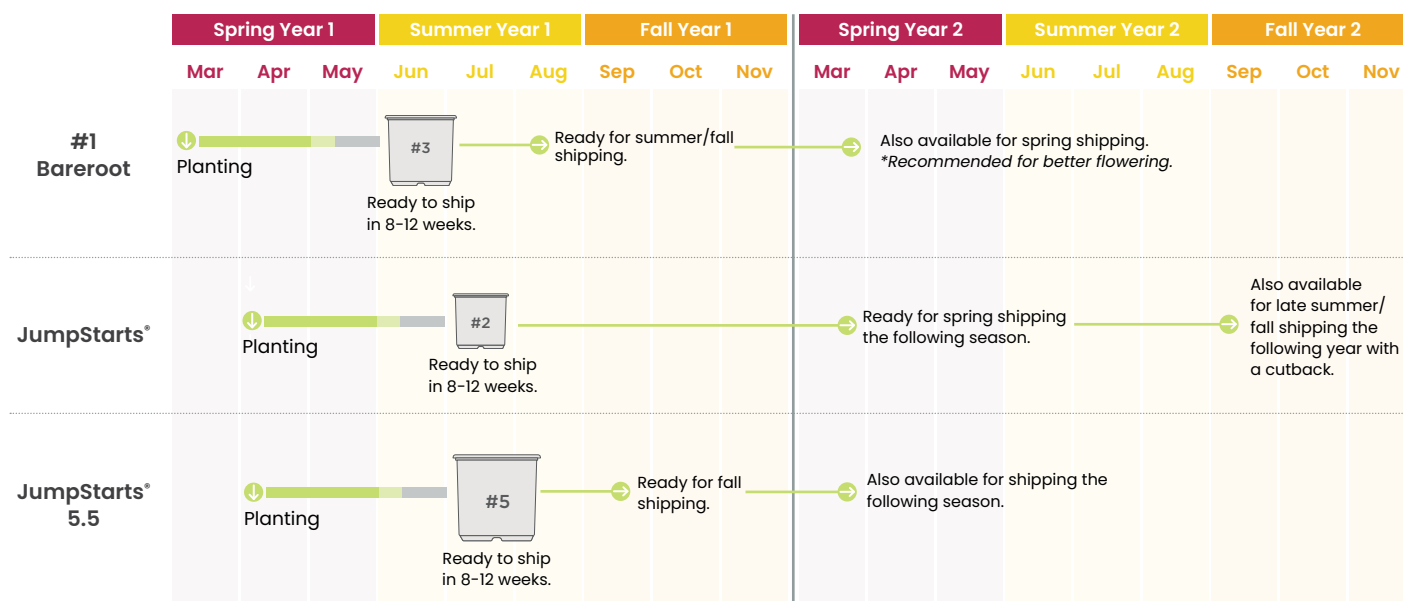 Spring Year 1 Summer Year 1 Fall Year 1 Spring Year 2 Summer Year 2 Fall Year 2
Mar Apr May Jun Jul Aug Sep Oct Nov Mar Apr May Jun Jul Aug Sep Oct Nov
#1
Bareroot
Planting
#3
Ready to ship
in 8-12 weeks.
Ready for summer/fall
shipping.
Also available for spring shipping.
*Recommended for better flowering.
JumpStarts®
Planting
#2
Ready to ship
in 8-12 weeks.
Ready for spring shipping
the following season.
Also available
for late summer/
fall shipping the
following year with
a cutback.
JumpStarts®
5.5
Planting
#5
Ready to ship
in 8-12 weeks.
Ready for fall
shipping.
Also available for shipping the
following season.